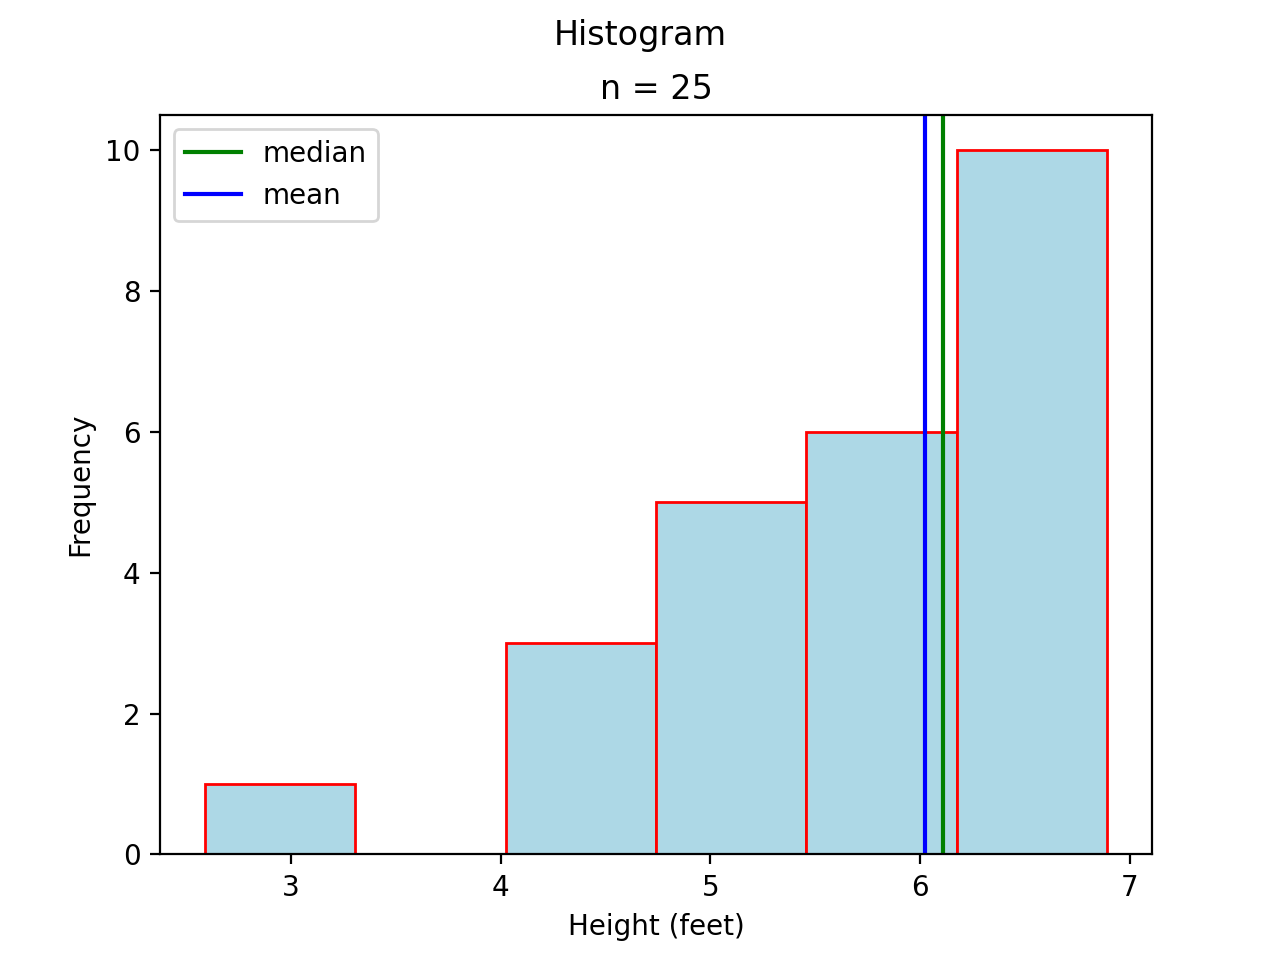 Histogram
n = 25
median
mean
10
8
6
4
2
0
Frequency
3 4 5 6 7
Height (feet)